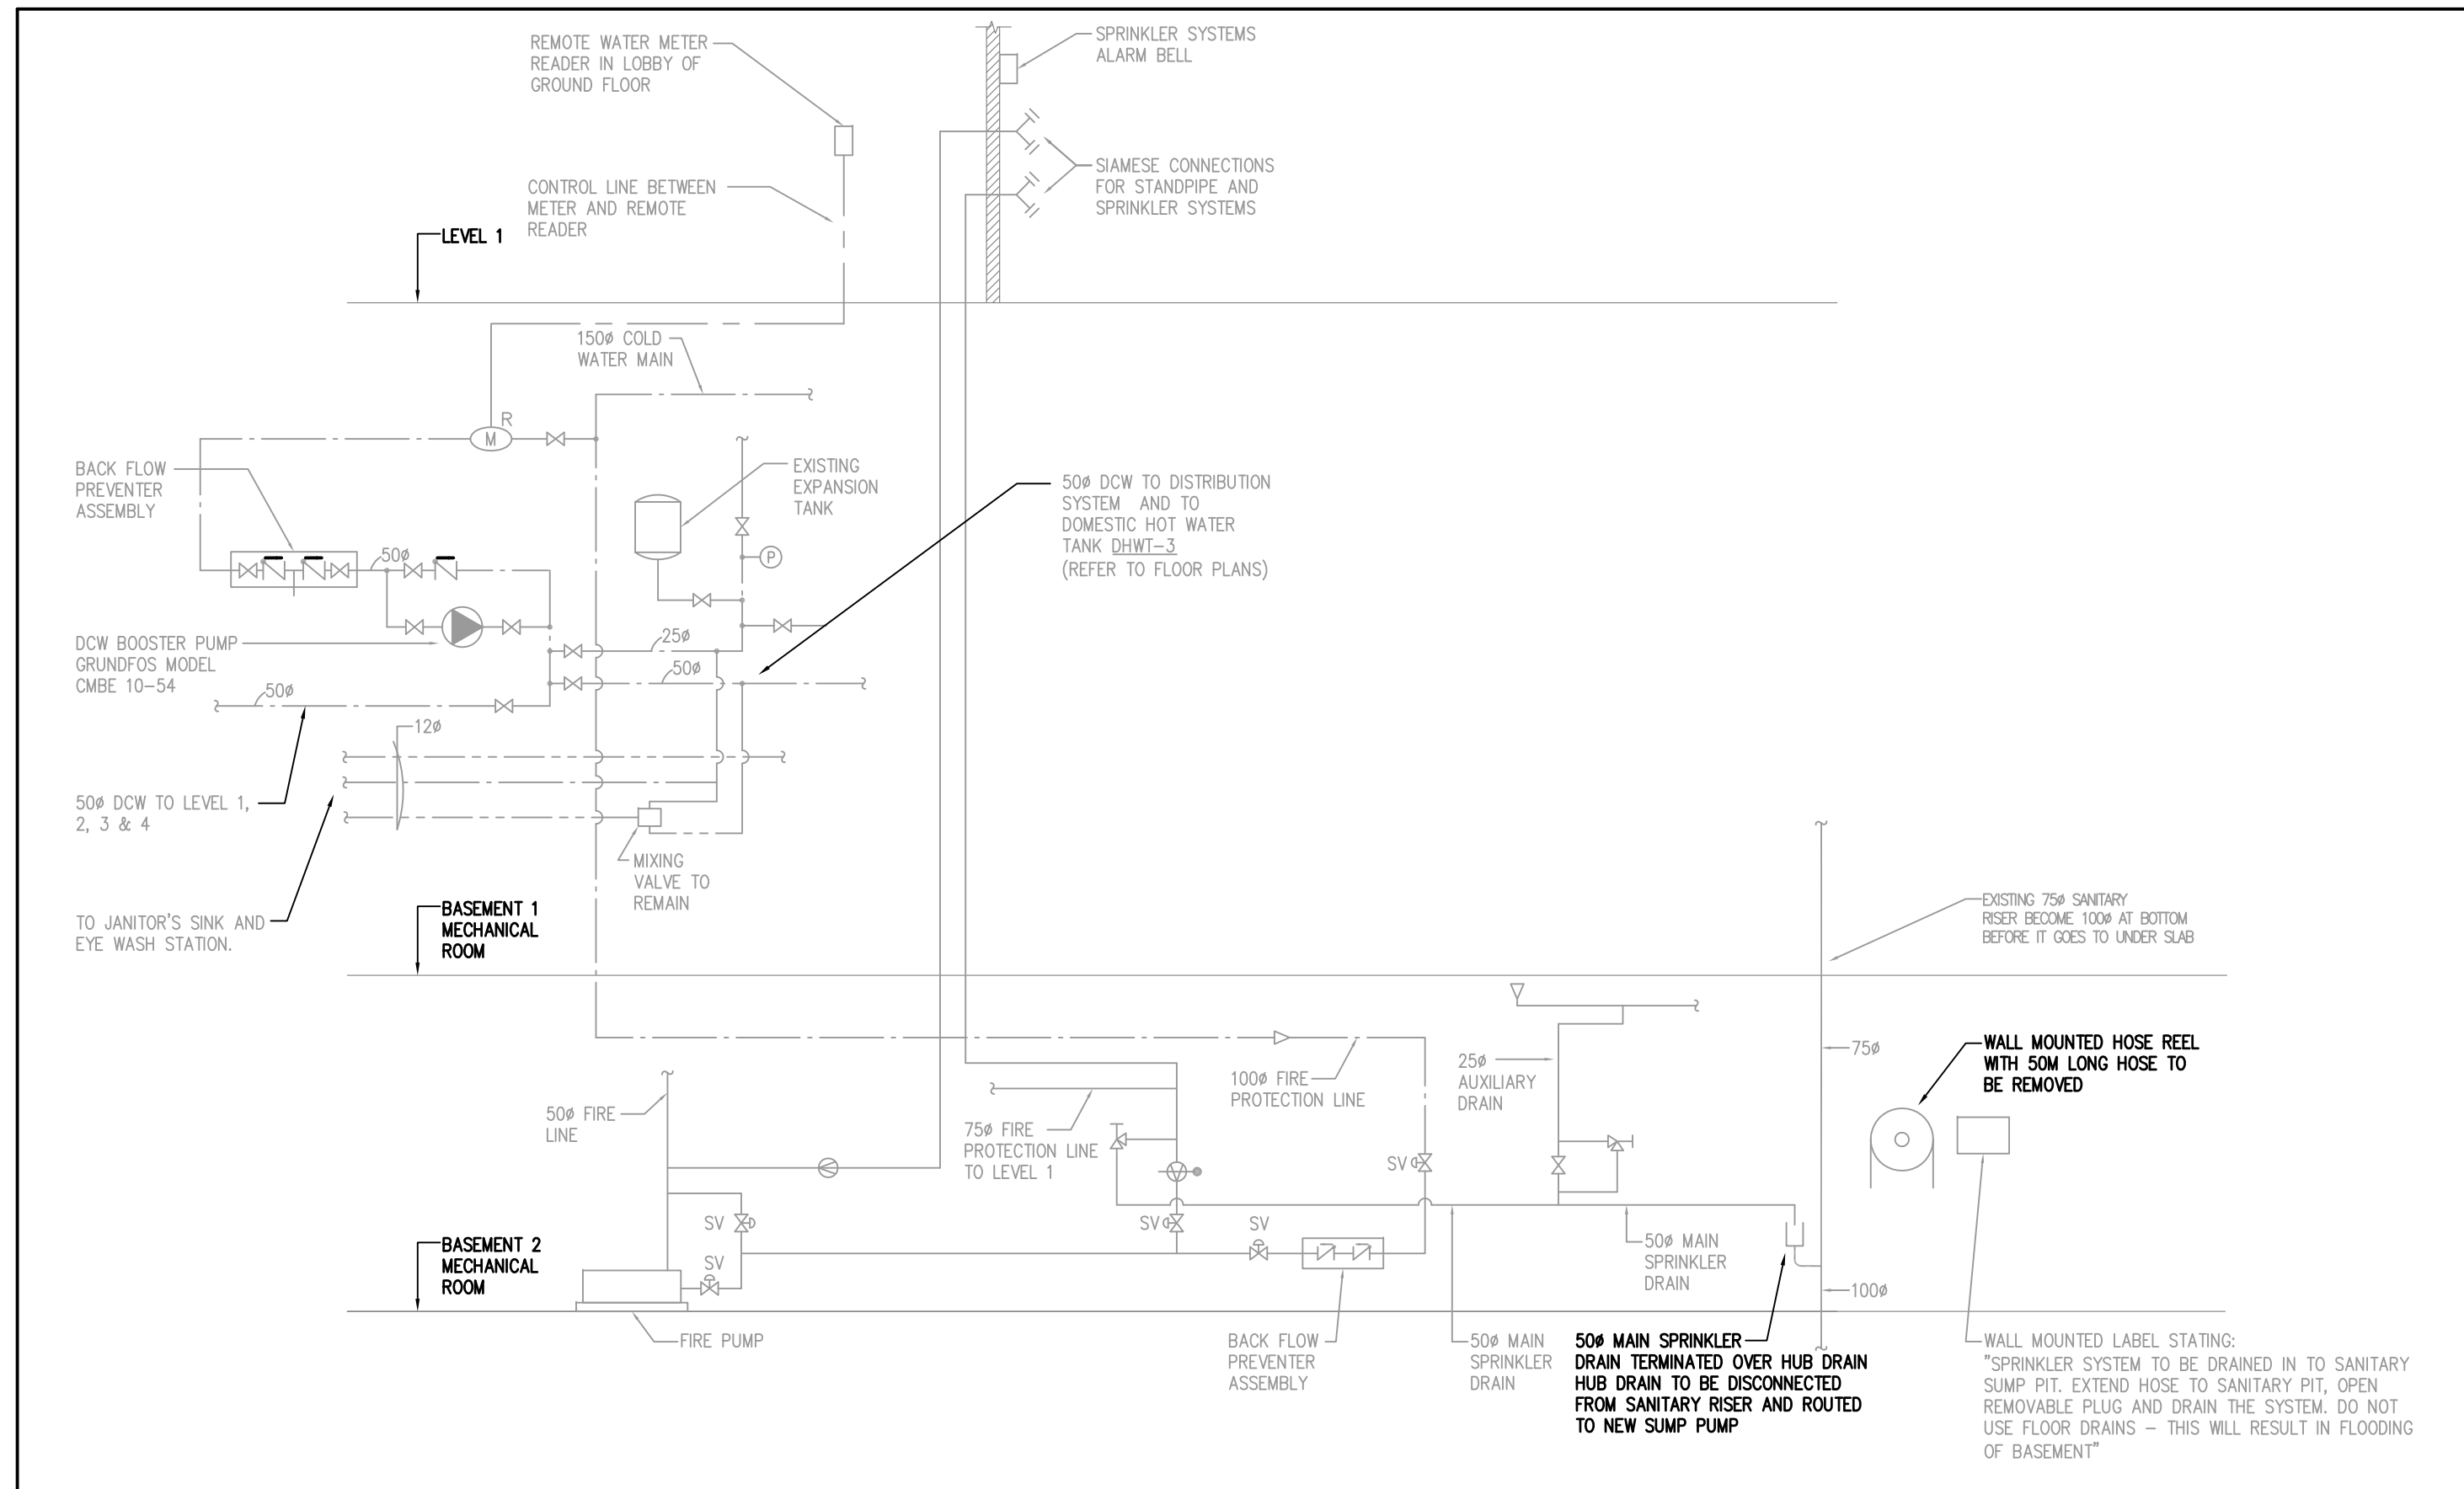 REMOTE WATER METER
READER IN LOBBY OF
GROUND FLOOR
SPRINKLER SYSTEMS
ALARM BELL
CONTROL LINE BETWEEN
METER AND REMOTE
READER
SIAMESE CONNECTIONS
FOR STANDPIPE AND
SPRINKLER SYSTEMS
LEVEL 1
150ø COLD
WATER MAIN
R
M
BACK FLOW
PREVENTER
ASSEMBLY
EXISTING
EXPANSION
TANK
50ø DCW TO DISTRIBUTION
SYSTEM AND TO
DOMESTIC HOT WATER
TANK DHWT-3
(REFER TO FLOOR PLANS)
50ø
P
DCW BOOSTER PUMP
GRUNDFOS MODEL
CMBE 10-54
25ø
50ø
50ø
12ø
50ø DCW TO LEVEL 1,
2, 3 & 4
MIXING
VALVE TO
REMAIN
TO JANITOR'S SINK AND
EYE WASH STATION.
BASEMENT 1
MECHANICAL
ROOM
EXISTING 75ø SANITARY
RISER BECOME 100ø AT BOTTOM
BEFORE IT GOES TO UNDER SLAB
75ø
WALL MOUNTED HOSE REEL
WITH 50M LONG HOSE TO
BE REMOVED
50ø FIRE
LINE
75ø FIRE
PROTECTION LINE
TO LEVEL 1
100ø FIRE
PROTECTION LINE
25ø
AUXILIARY
DRAIN
SV
SV
SV
SV
SV
BASEMENT 2
MECHANICAL
ROOM
50ø MAIN
SPRINKLER
DRAIN
100ø
FIRE PUMP
BACK FLOW
PREVENTER
ASSEMBLY
50ø MAIN
SPRINKLER
DRAIN
50ø MAIN SPRINKLER
DRAIN TERMINATED OVER HUB DRAIN
HUB DRAIN TO BE DISCONNECTED
FROM SANITARY RISER AND ROUTED
TO NEW SUMP PUMP
WALL MOUNTED LABEL STATING:
"SPRINKLER SYSTEM TO BE DRAINED IN TO SANITARY
SUMP PIT. EXTEND HOSE TO SANITARY PIT, OPEN
REMOVABLE PLUG AND DRAIN THE SYSTEM. DO NOT
USE FLOOR DRAINS – THIS WILL RESULT IN FLOODING
OF BASEMENT"